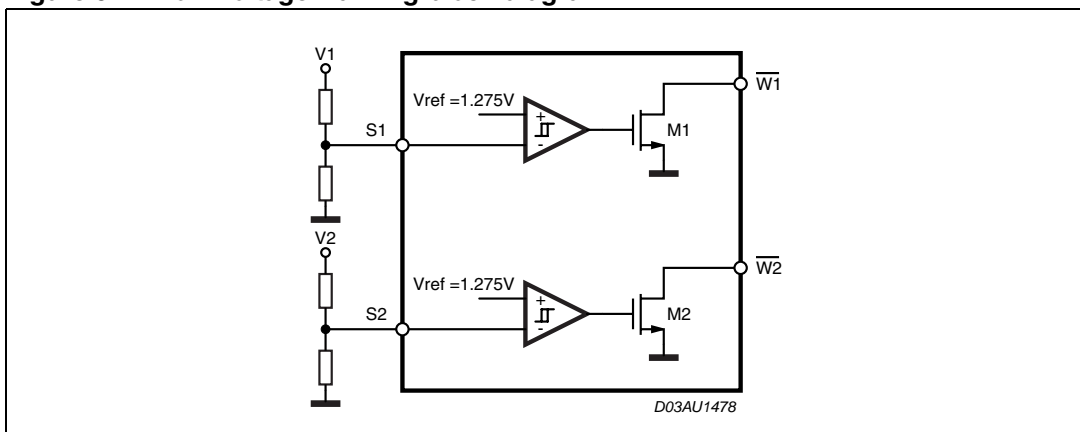 V1
W1
Vref =1.275V
+
S1
M1
-
V2
W2
Vref =1.275V
+
S2
M2
-
D03AU1478